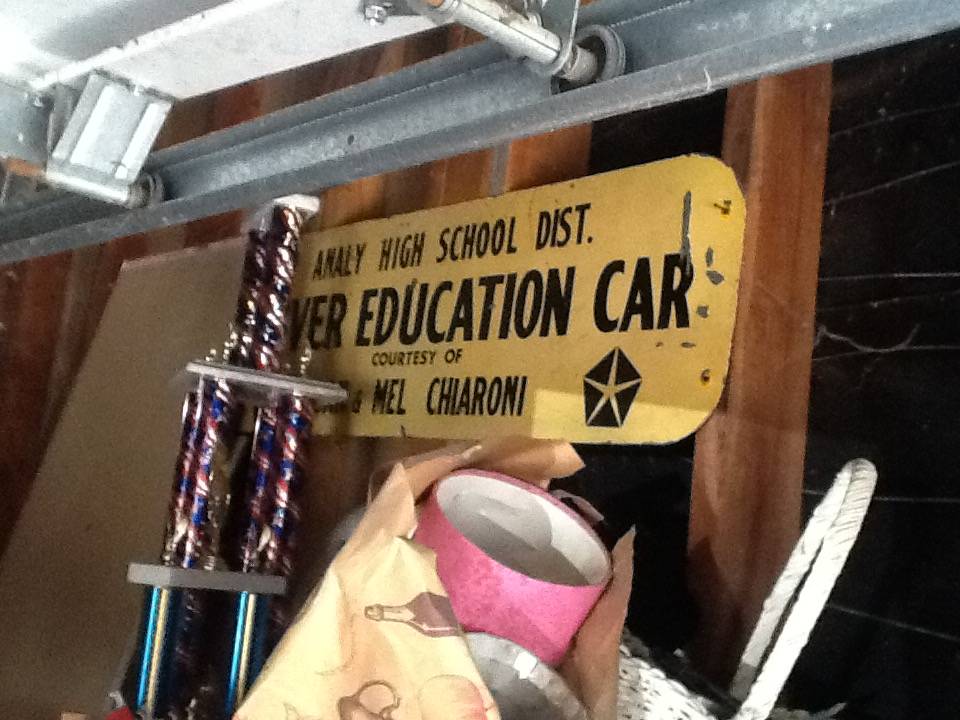 ANALY HIGH SCHOOL DIST.
VER EDUCATION CAR
COURTESY OF
& MEL CHIARONI